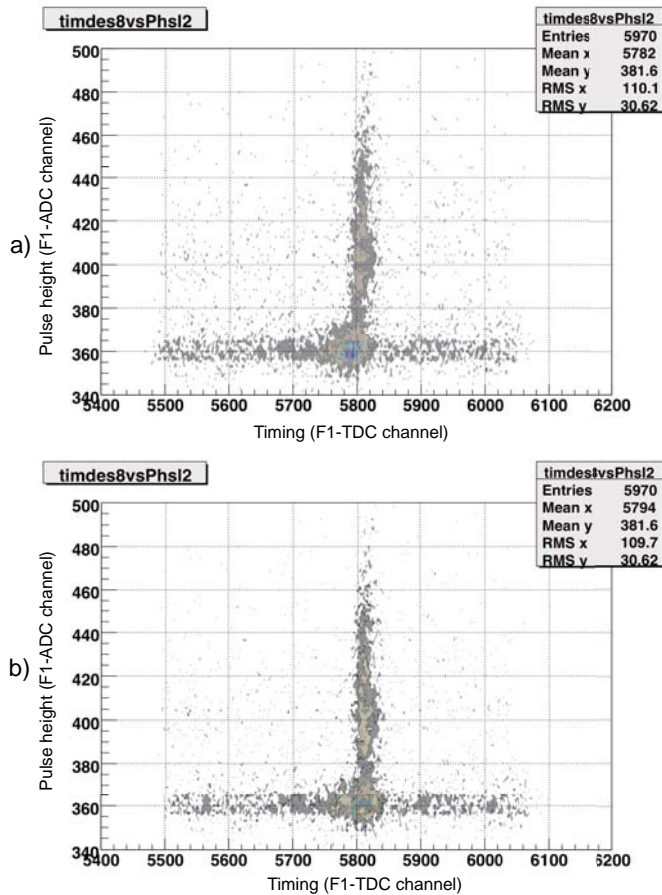 timdes8vsPhsl2
timdes8vsPhsl2
Entries 5970
Mean x 5782
Mean y 381.6
RMS x 110.1
RMS y 30.62
500
480
460
440
420
400
380
360
340
a)
Pulse height (F1-ADC channel)
5400 5500 5600 5700 5800 5900 6000 6100 6200
Timing (F1-TDC channel)
timdes8vsPhsl2
timdes8vsPhsl2
Entries 5970
Mean x 5794
Mean y 381.6
RMS x 109.7
RMS y 30.62
500
480
460
440
420
400
380
360
340
b)
Pulse height (F1-ADC channel)
5400 5500 5600 5700 5800 5900 6000 6100 6200
Timing (F1-TDC channel)